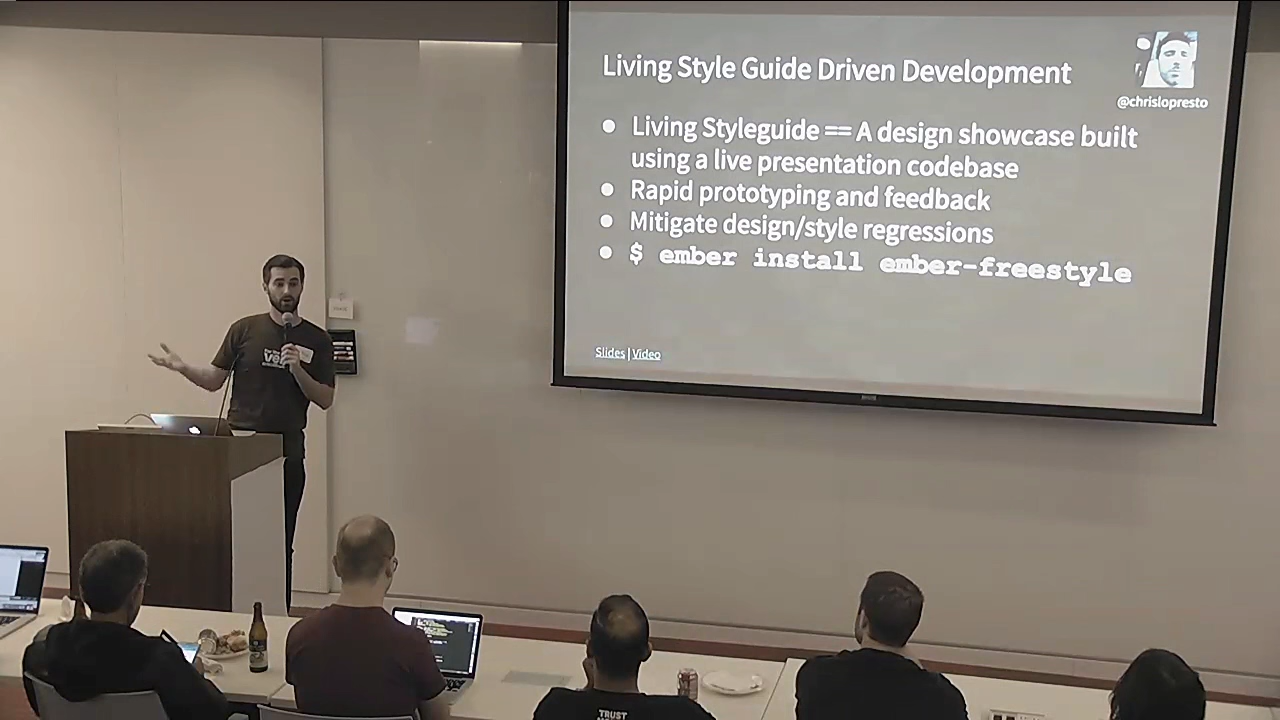 Living Style Guide Driven Development
@chrislopresto
● Living Styleguide == A design showcase built
using a live presentation codebase
● Rapid prototyping and feedback
● Mitigate design/style regressions
● $ ember install ember-freestyle
Slides | Video
TRUST